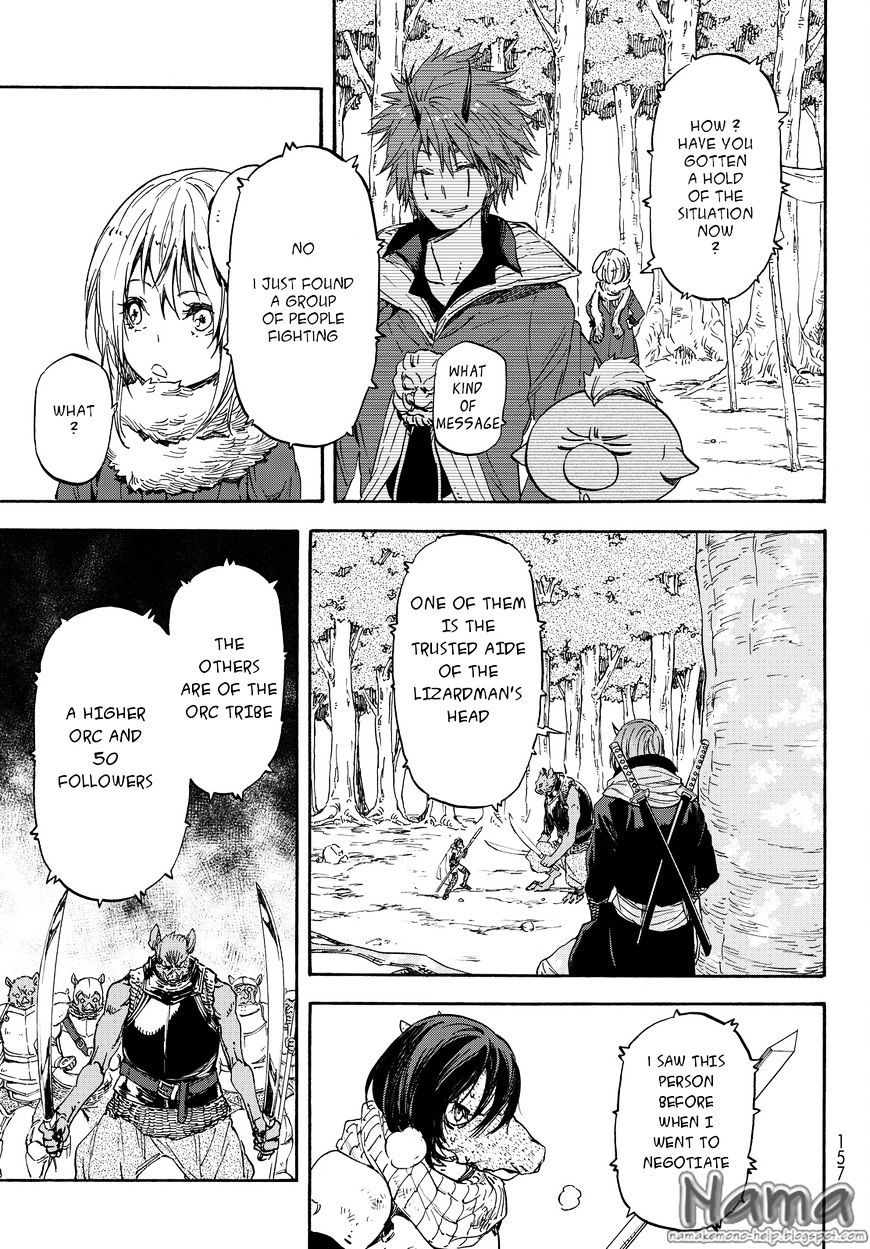 HOW ?
HAVE YOU
GOTTEN
A HOLD
OF THE
SITUATION
NOW
?
WHAT
KIND
OF
MESSAGE
NO
I JUST FOUND
A GROUP
OF PEOPLE
FIGHTING
WHAT
?
ONE OF THEM
IS THE
TRUSTED AIDE
OF THE
LIZARDMAN'S
HEAD
THE
OTHERS
ARE OF THE
ORC TRIBE
A HIGHER
ORC AND
50
FOLLOWERS
I SAW THIS
PERSON
BEFORE
WHEN I
WENT TO
NEGOTIATE
157
Nama
namakemono-help.blogspot.com